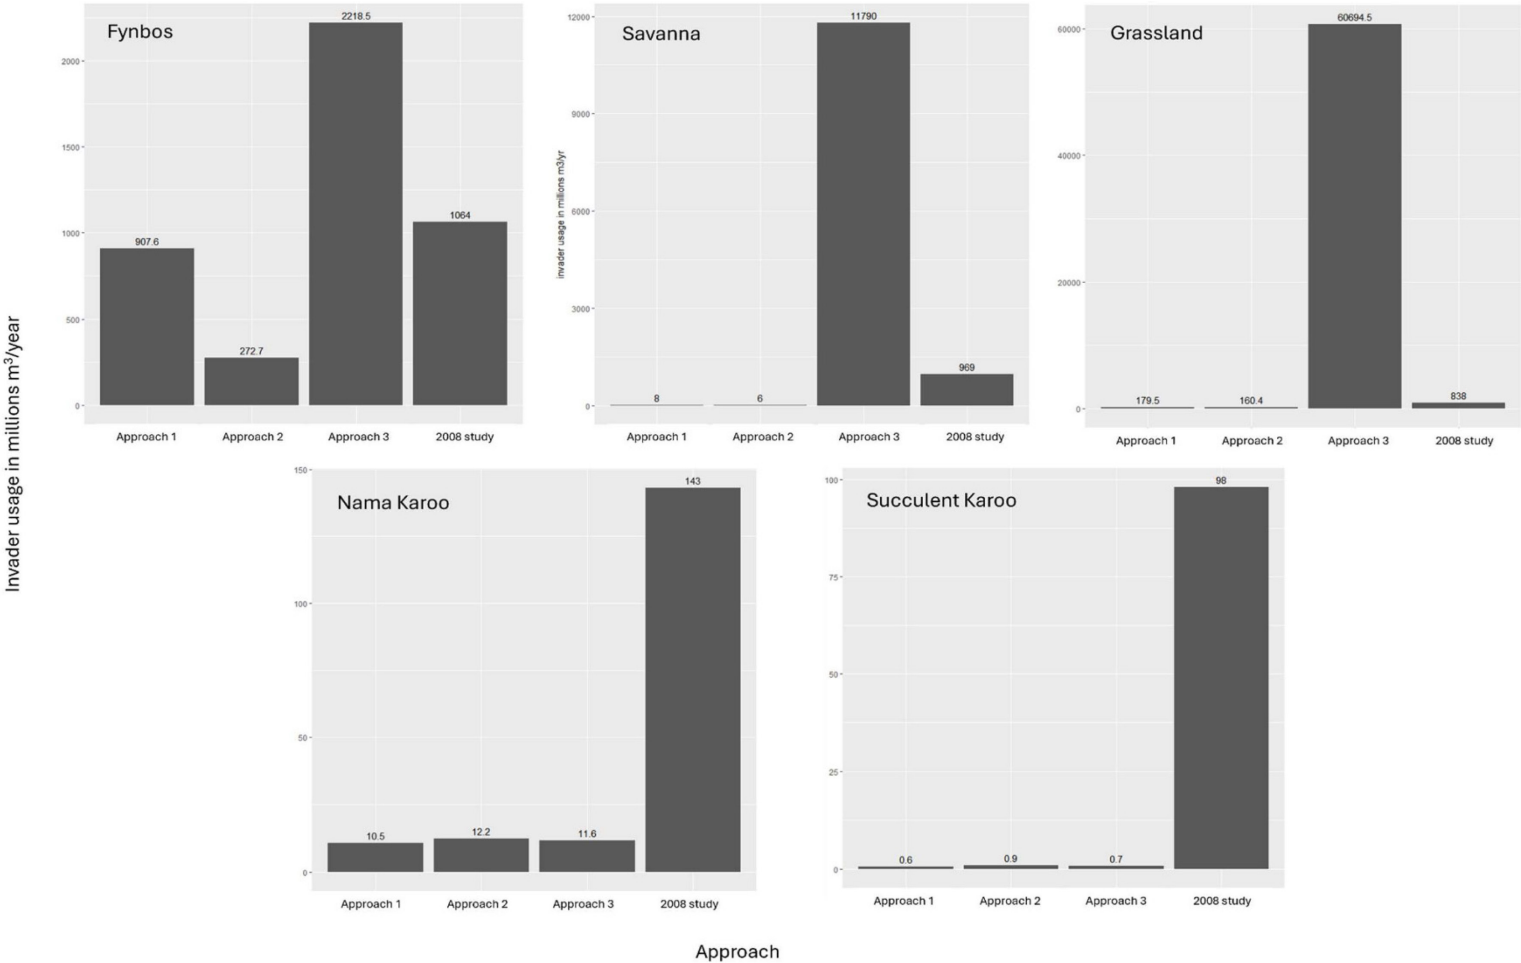 Invader usage in millions m³/year
Fynbos
2218.5
2000
1500
1064
1000
907.6
500
272.7
0
Approach 1 Approach 2 Approach 3 2008 study
Savanna
invader usage in millions m3/yr
12000
11790
9000
6000
3000
969
8 6
0
Approach 1 Approach 2 Approach 3 2008 study
Grassland
60694.5
60000
40000
20000
838
179.5 160.4
0
Approach 1 Approach 2 Approach 3 2008 study
Nama Karoo
150
143
100
50
10.5 12.2 11.6
0
Approach 1 Approach 2 Approach 3 2008 study
Succulent Karoo
100
98
75
50
25
0.6 0.9 0.7
0
Approach 1 Approach 2 Approach 3 2008 study
Approach